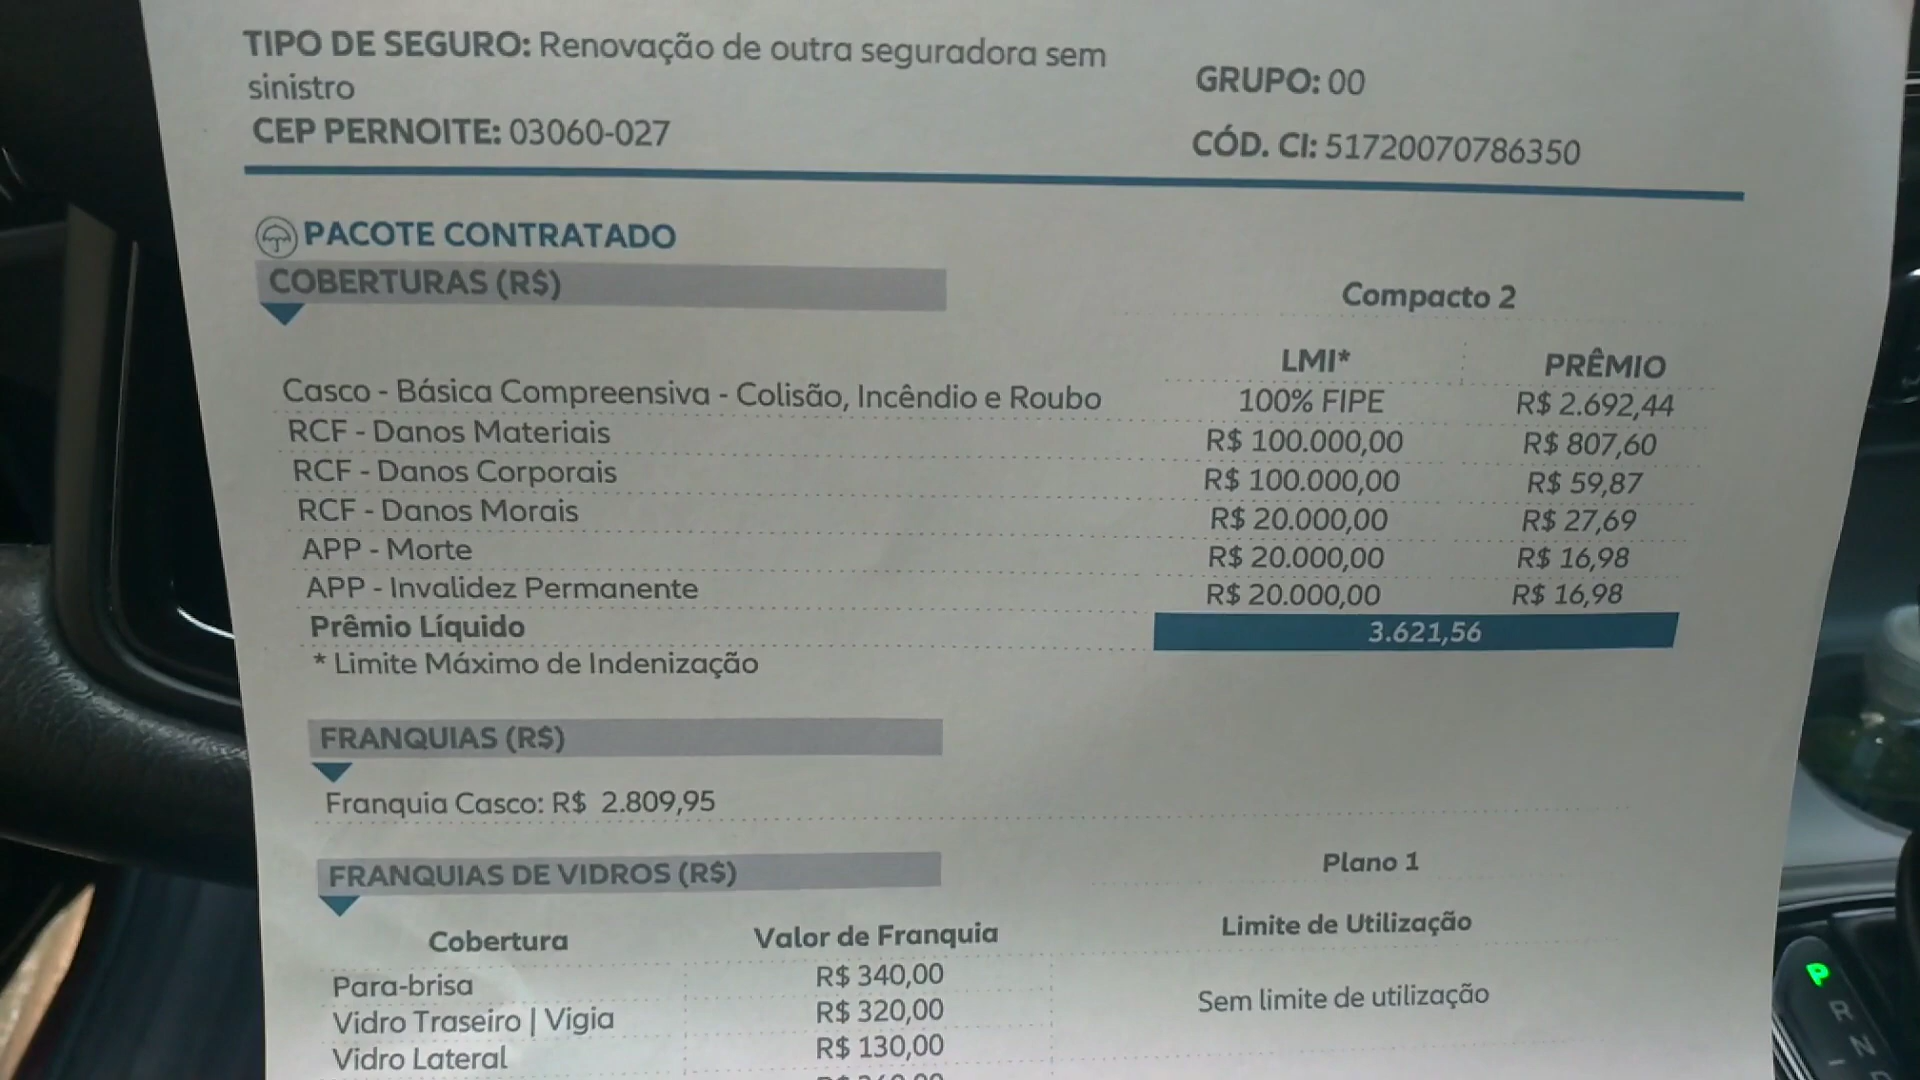 TIPO DE SEGURO: Renovação de outra seguradora sem
sinistro
GRUPO: 00
CEP PERNOITE: 03060-027
CÓD. CI: 51720070786350
PACOTE CONTRATADO
COBERTURAS (R$)
Compacto 2
LMI* PRÊMIO
Casco - Básica Compreensiva - Colisão, Incêndio e Roubo 100% FIPE R$ 2.692,44
RCF - Danos Materiais R$ 100.000,00 R$ 807,60
RCF - Danos Corporais R$ 100.000,00 R$ 59,87
RCF - Danos Morais R$ 20.000,00 R$ 27,69
APP - Morte R$ 20.000,00 R$ 16,98
APP - Invalidez Permanente R$ 20.000,00 R$ 16,98
Prêmio Líquido 3.621,56
* Limite Máximo de Indenização
FRANQUIAS (R$)
Franquia Casco: R$ 2.809,95
FRANQUIAS DE VIDROS (R$)
Plano 1
Cobertura Valor de Franquia Limite de Utilização
Para-brisa R$ 340,00
Sem limite de utilização
Vidro Traseiro | Vigia R$ 320,00
Vidro Lateral R$ 130,00
P
R
N